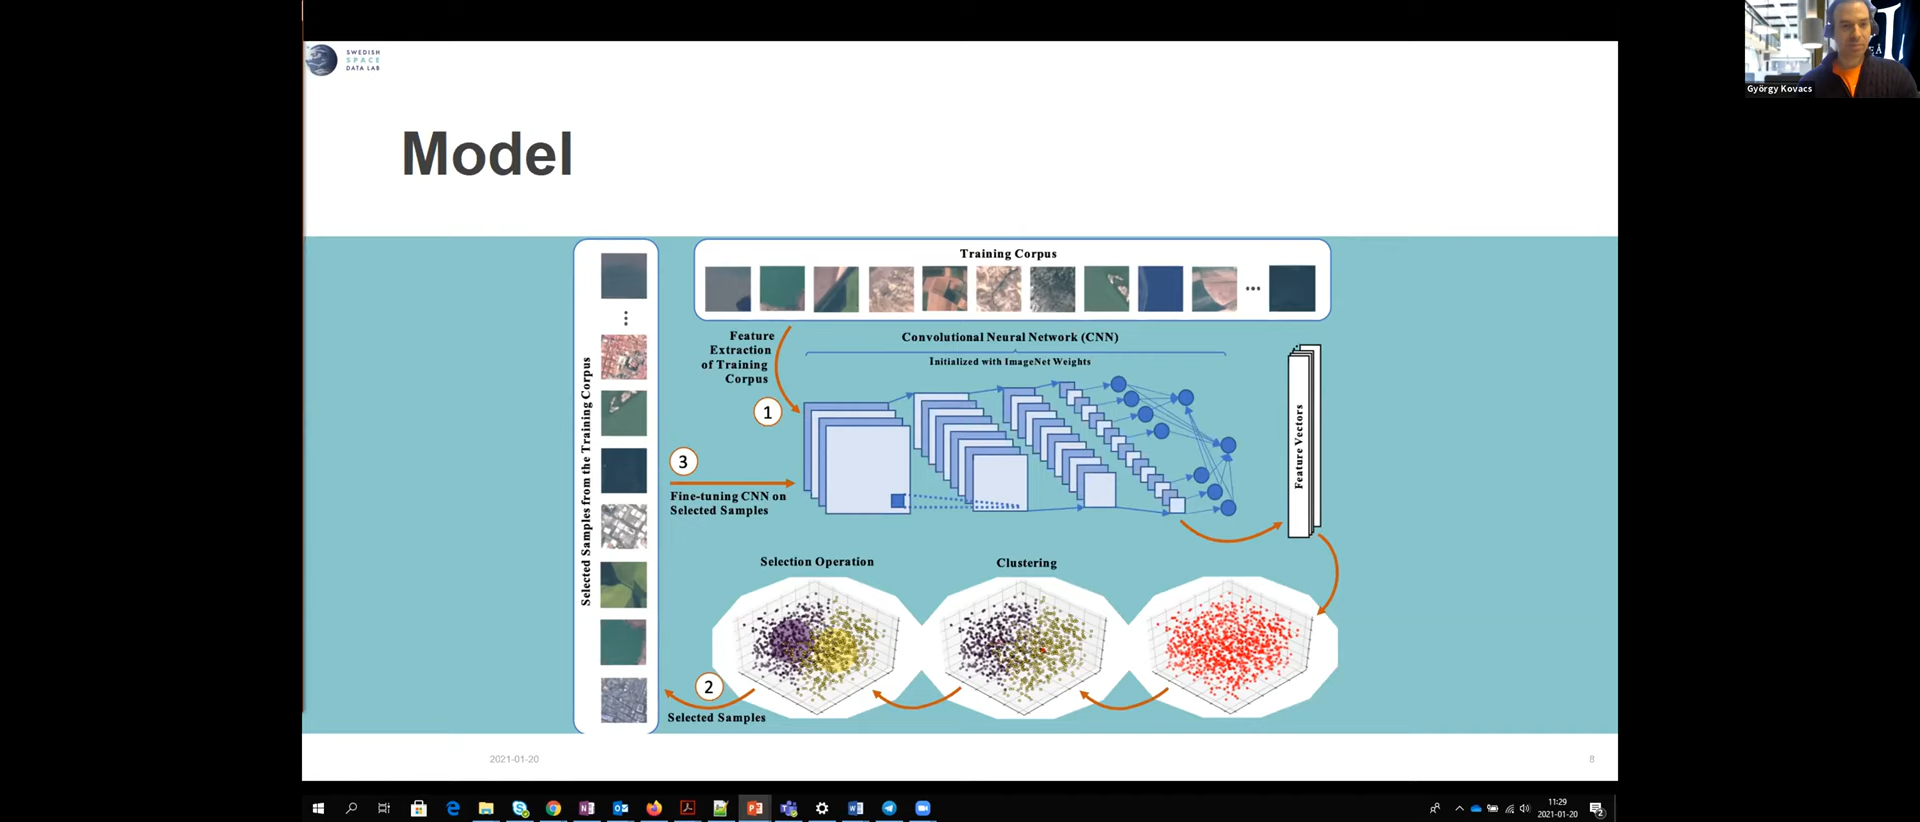 SWEDISH
SPACE
DATA LAB
György Kovacs
Model
Training Corpus
Feature
Extraction
of Training
Corpus
Convolutional Neural Network (CNN)
Initialized with ImageNet Weights
1
3
Fine-tuning CNN on
Selected Samples
Selected Samples from the Training Corpus
Feature Vectors
Selection Operation
Clustering
2
Selected Samples
2021-01-20
8
11:29
2021-01-20